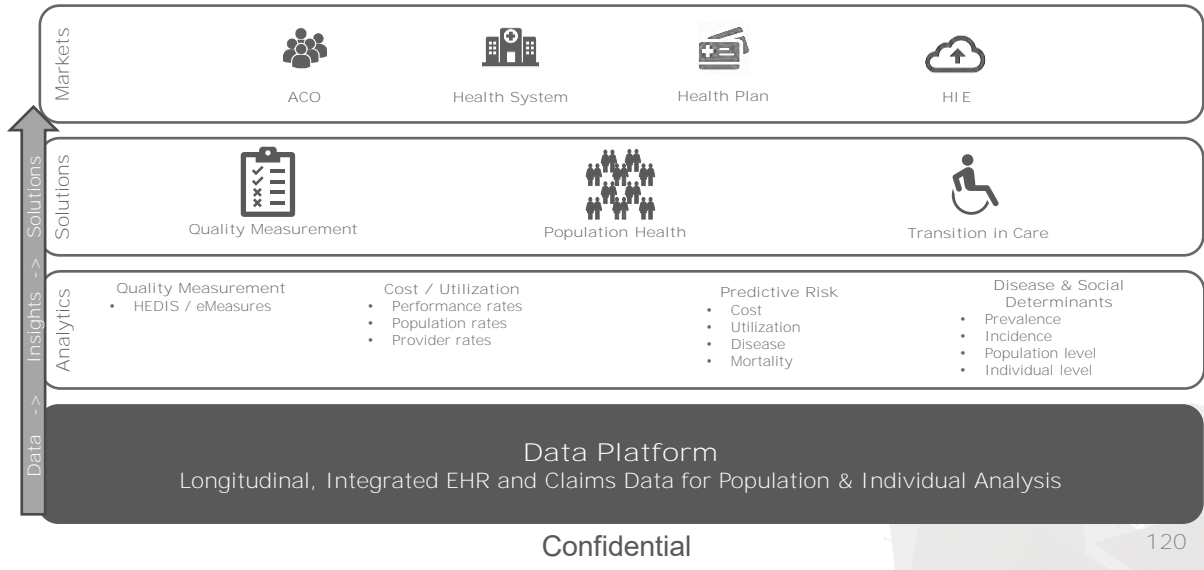 Markets
ACO
Health System
Health Plan
HIE
Solutions
Quality Measurement
Population Health
Transition in Care
Analytics
Quality Measurement
• HEDIS / eMeasures
Cost / Utilization
• Performance rates
• Population rates
• Provider rates
Predictive Risk
• Cost
• Utilization
• Disease
• Mortality
Disease & Social
Determinants
• Prevalence
• Incidence
• Population level
• Individual level
Data -> Insights -> Solutions
Data Platform
Longitudinal, Integrated EHR and Claims Data for Population & Individual Analysis
Confidential
120